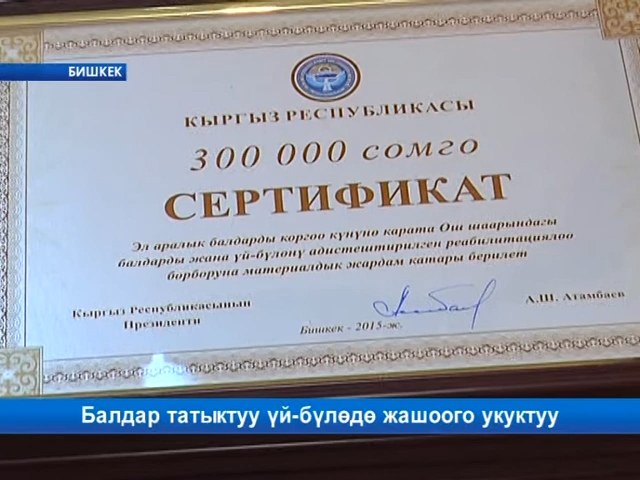 БИШКЕК
КЫРГЫЗ РЕСПУБЛИКАСЫ
300 000 сомго
СЕРТИФИКАТ
Эл аралык балдарды коргоо күнүнө карата Ош шаарындагы
балдарды жана үй-бүлөнү адистештирилген реабилитациялоо
борборуна материалдык жардам катары берилет
Кыргыз Республикасынын
Президенти
А.Ш. Атамбаев
Бишкек - 2015-ж.
Балдар татыктуу үй-бүлөдө жашоого укуктуу